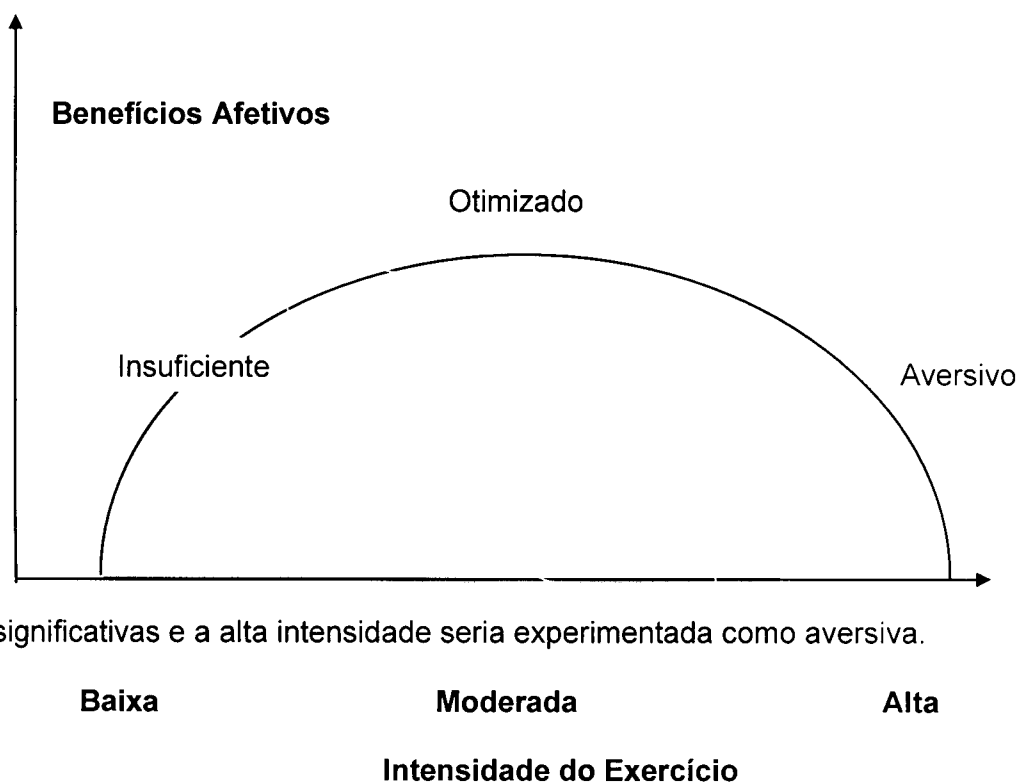 Benefícios Afetivos
Otimizado
Insuficiente
Aversivo
significativas e a alta intensidade seria experimentada como aversiva.
Baixa Moderada Alta
Intensidade do Exercício